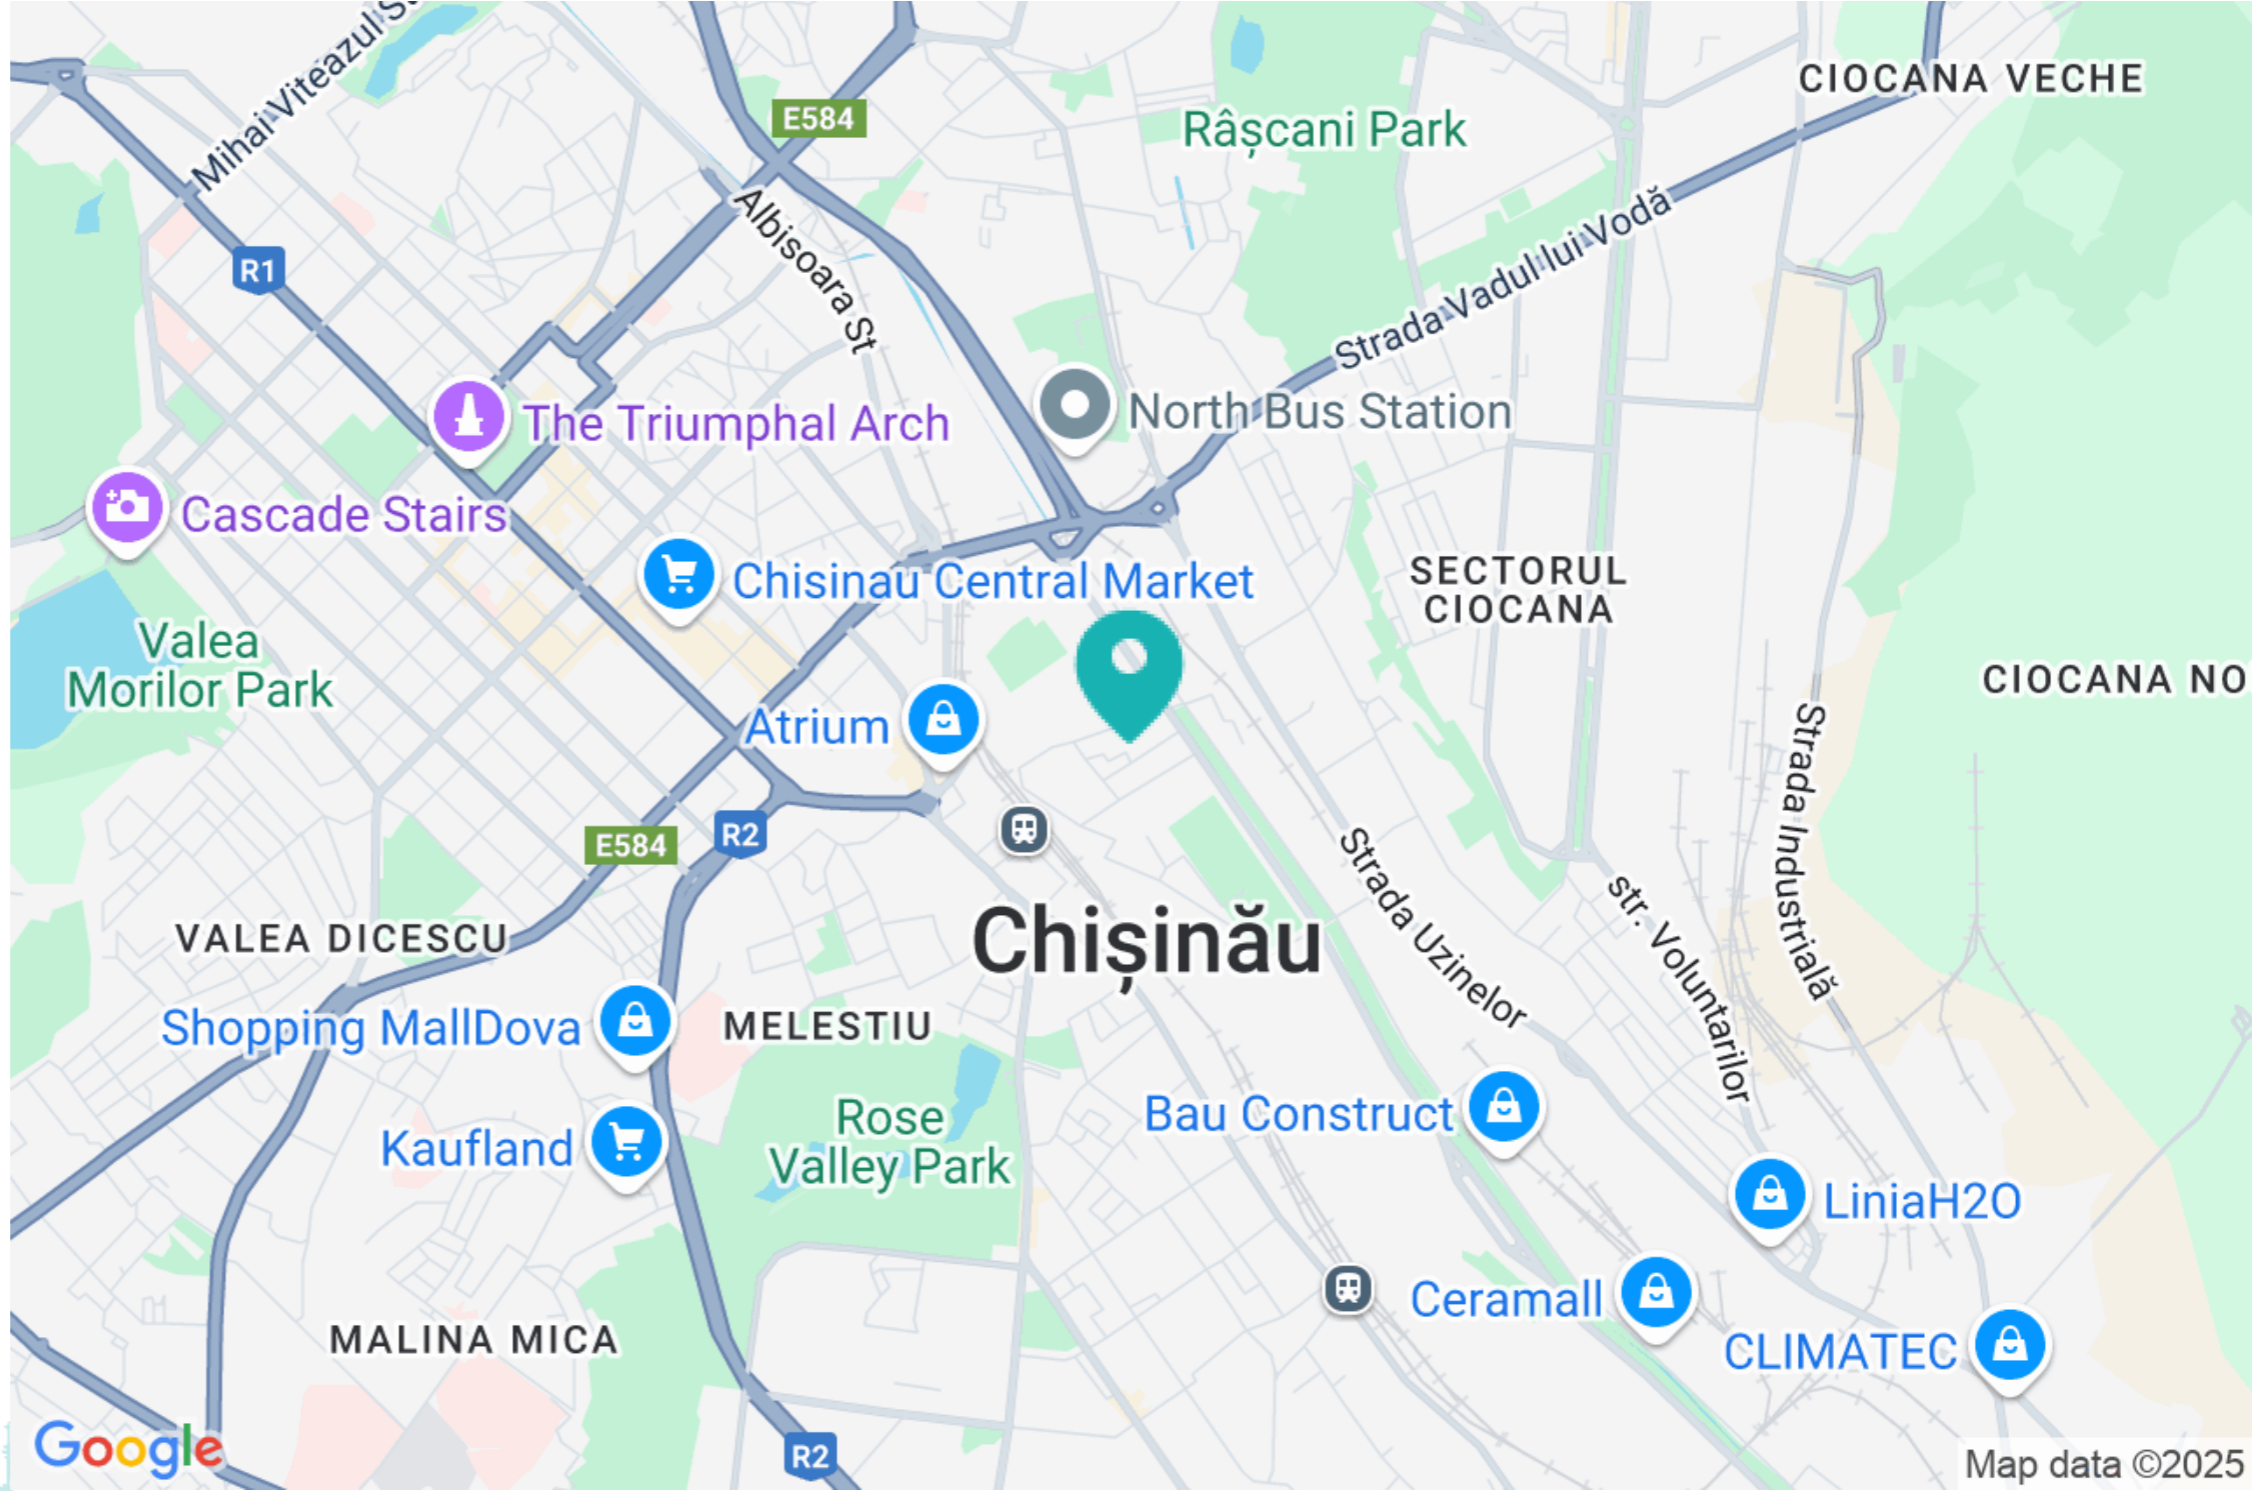 Mihai Viteazul S
CIOCANA VECHE
E584
Râșcani Park
R1
Albisoara St
Strada Vadul lui Vodă
The Triumphal Arch
North Bus Station
Cascade Stairs
Chisinau Central Market
SECTORUL
CIOCANA
Valea
Morilor Park
CIOCANA NO
Atrium
Strada Industrială
E584
R2
Strada Uzinelor
str. Voluntarilor
VALEA DICESCU
Chișinău
Shopping MallDova
MELESTIU
Rose
Valley Park
Bau Construct
Kaufland
LiniaH2O
Ceramall
MALINA MICA
CLIMATEC
Google
R2
Map data ©2025